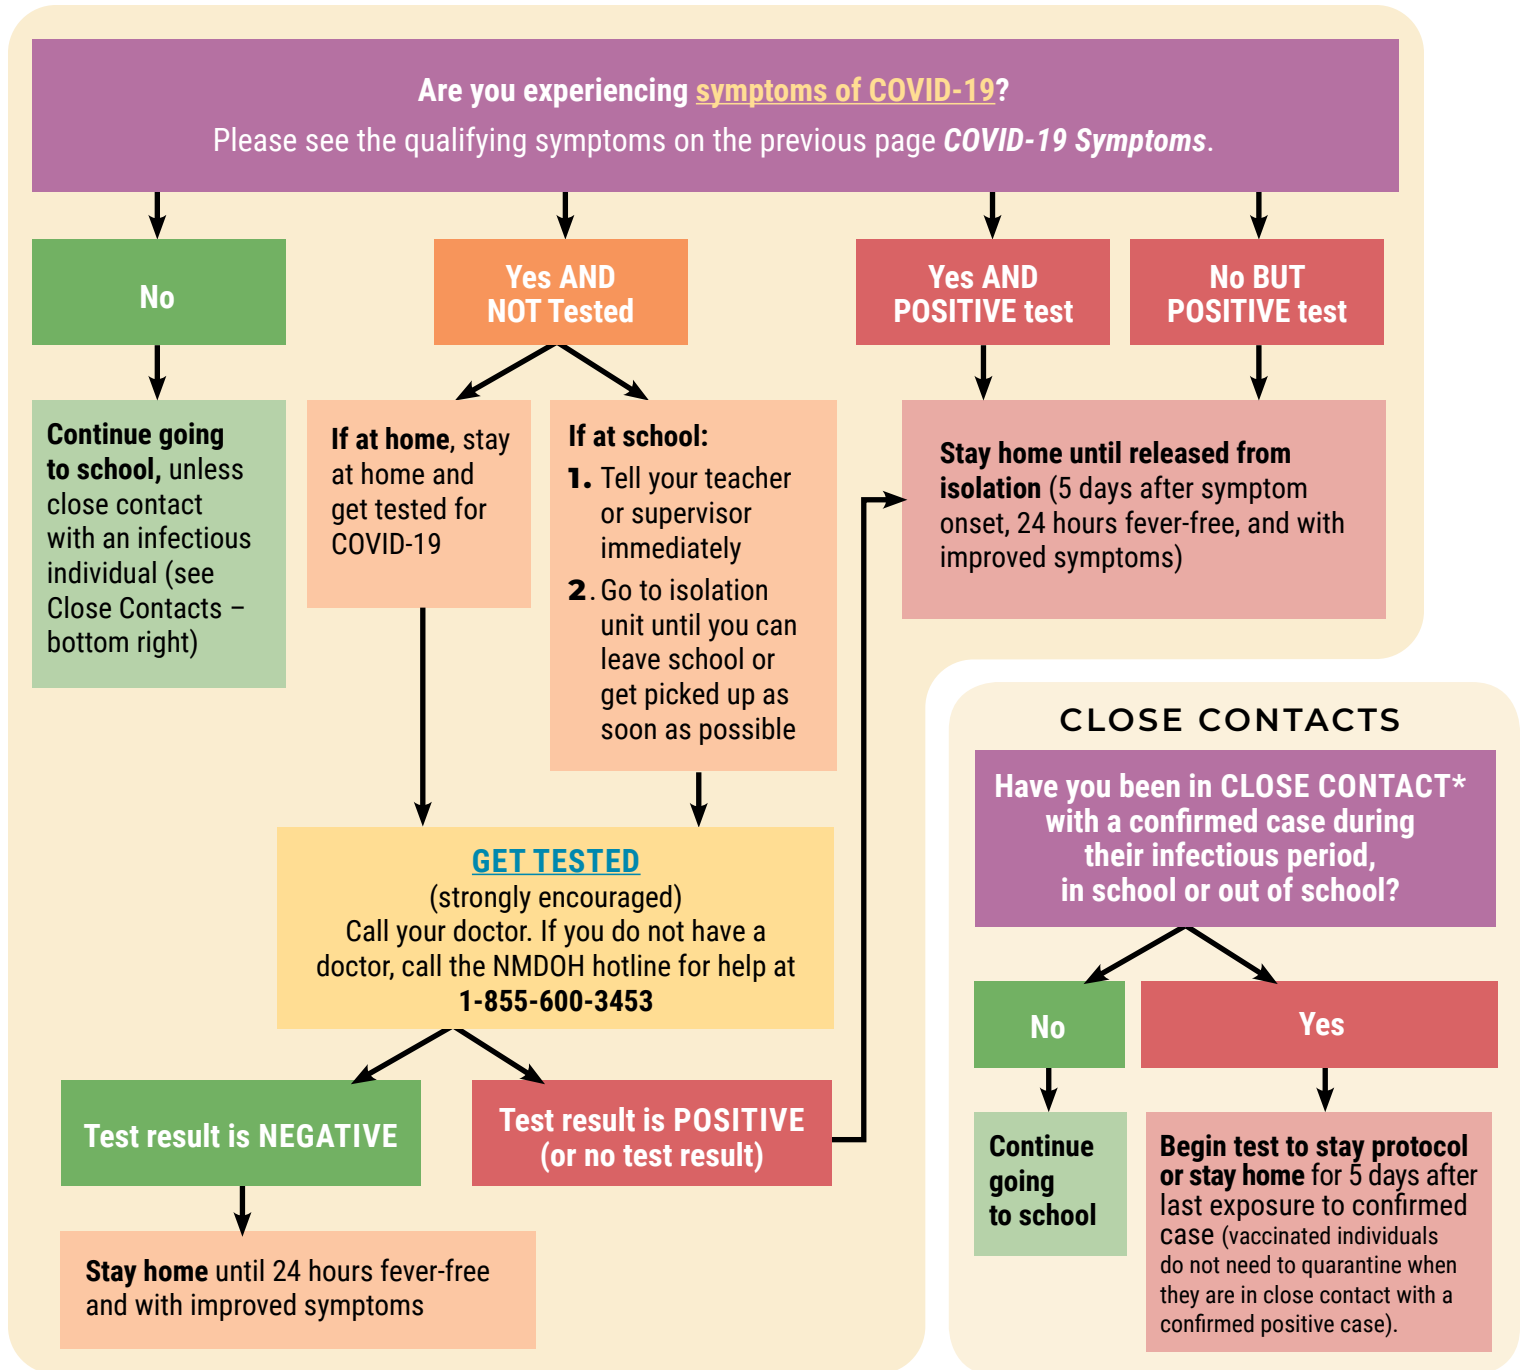 Are you experiencing symptoms of COVID-19?
Please see the qualifying symptoms on the previous page COVID-19 Symptoms.
No
Yes AND
NOT Tested
Yes AND
POSITIVE test
No BUT
POSITIVE test
Continue going
to school, unless
close contact
with an infectious
individual (see
Close Contacts –
bottom right)
If at home, stay
at home and
get tested for
COVID-19
If at school:
1. Tell your teacher
or supervisor
immediately
2. Go to isolation
unit until you can
leave school or
get picked up as
soon as possible
Stay home until released from
isolation (5 days after symptom
onset, 24 hours fever-free, and with
improved symptoms)
GET TESTED
(strongly encouraged)
Call your doctor. If you do not have a
doctor, call the NMDOH hotline for help at
1-855-600-3453
Test result is NEGATIVE
Test result is POSITIVE
(or no test result)
Stay home until 24 hours fever-free
and with improved symptoms
CLOSE CONTACTS
Have you been in CLOSE CONTACT*
with a confirmed case during
their infectious period,
in school or out of school?
No
Yes
Continue
going
to school
Begin test to stay protocol
or stay home for 5 days after
last exposure to confirmed
case (vaccinated individuals
do not need to quarantine when
they are in close contact with a
confirmed positive case).